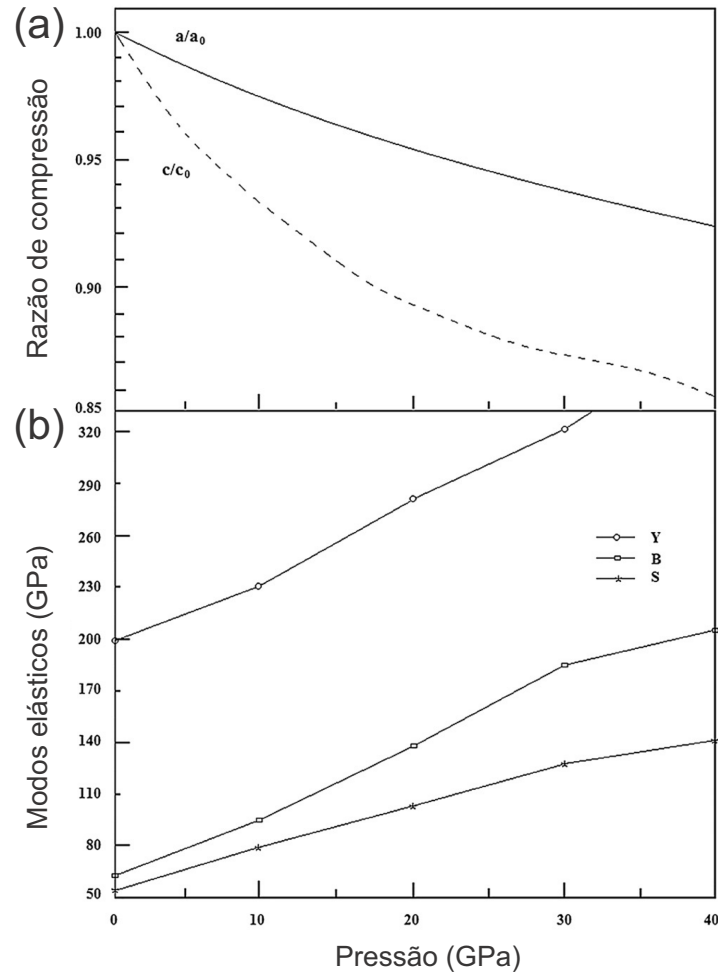 (a)
a/a0
c/c0
Razão de compressão
1.00
0.95
0.90
0.85
(b)
Y
B
S
Modos elásticos (GPa)
320
290
260
230
200
170
140
110
80
50
0 10 20 30 40
Pressão (GPa)